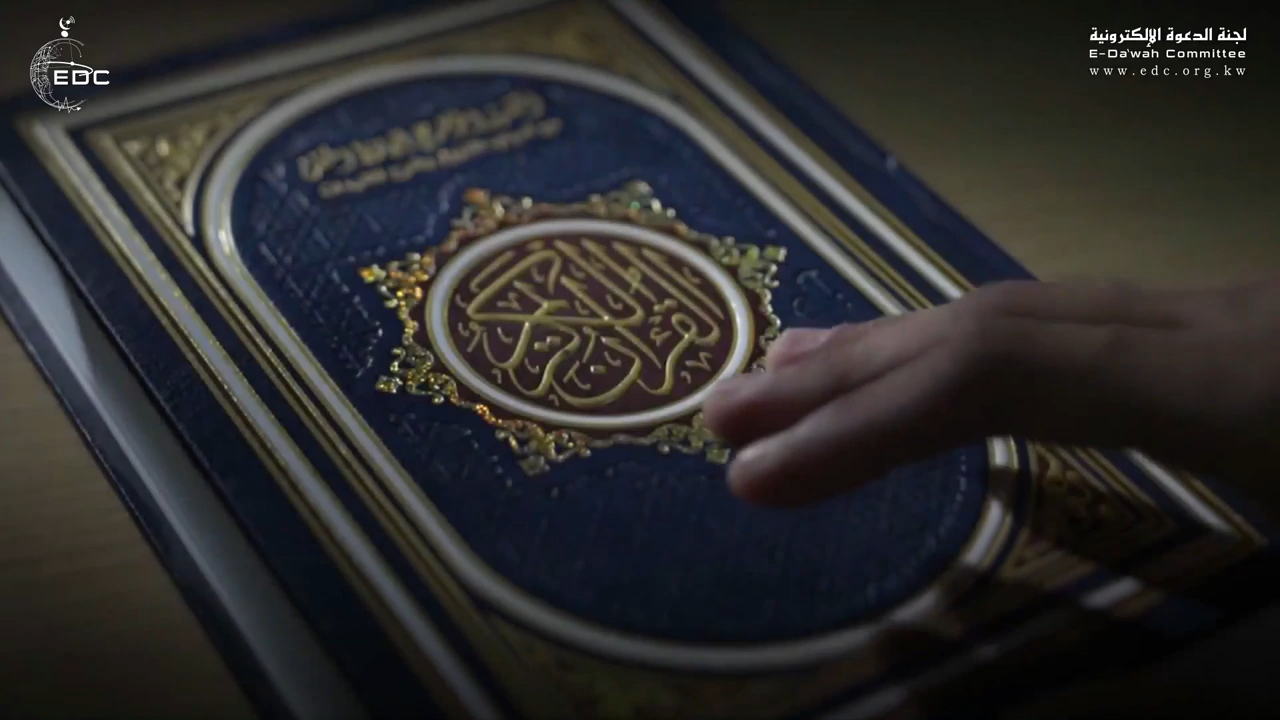 EDC
لجنة الدعوة الإلكترونية
E-Da'wah Committee
www.edc.org.kw
القرآن الكريم